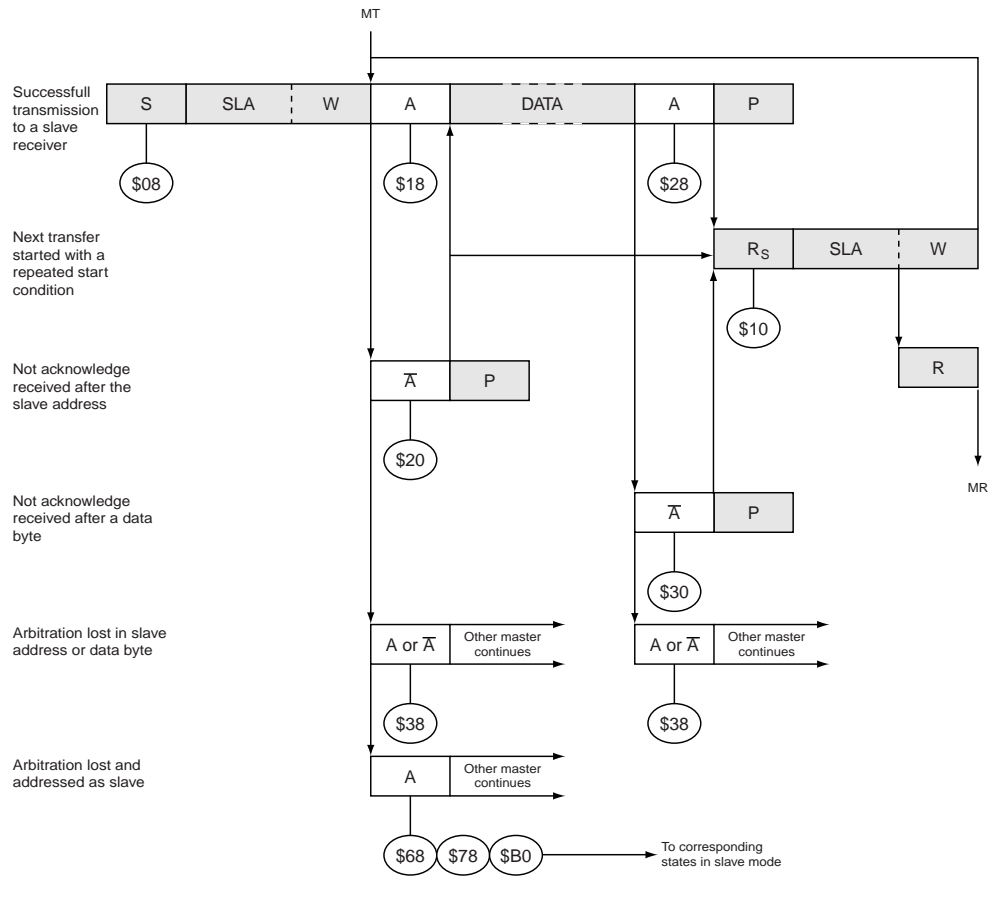 MT
Successfull
transmission
to a slave
receiver
S SLA W A DATA A P
$08 $18 $28
Next transfer
started with a
repeated start
condition
RS SLA W
$10
Not acknowledge
received after the
slave address
A̅ P
R
$20
MR
Not acknowledge
received after a data
byte
A̅ P
$30
Arbitration lost in slave
address or data byte
A or A̅
Other master
continues
A or A̅
Other master
continues
$38 $38
Arbitration lost and
addressed as slave
A
Other master
continues
$68 $78 $B0
To corresponding
states in slave mode